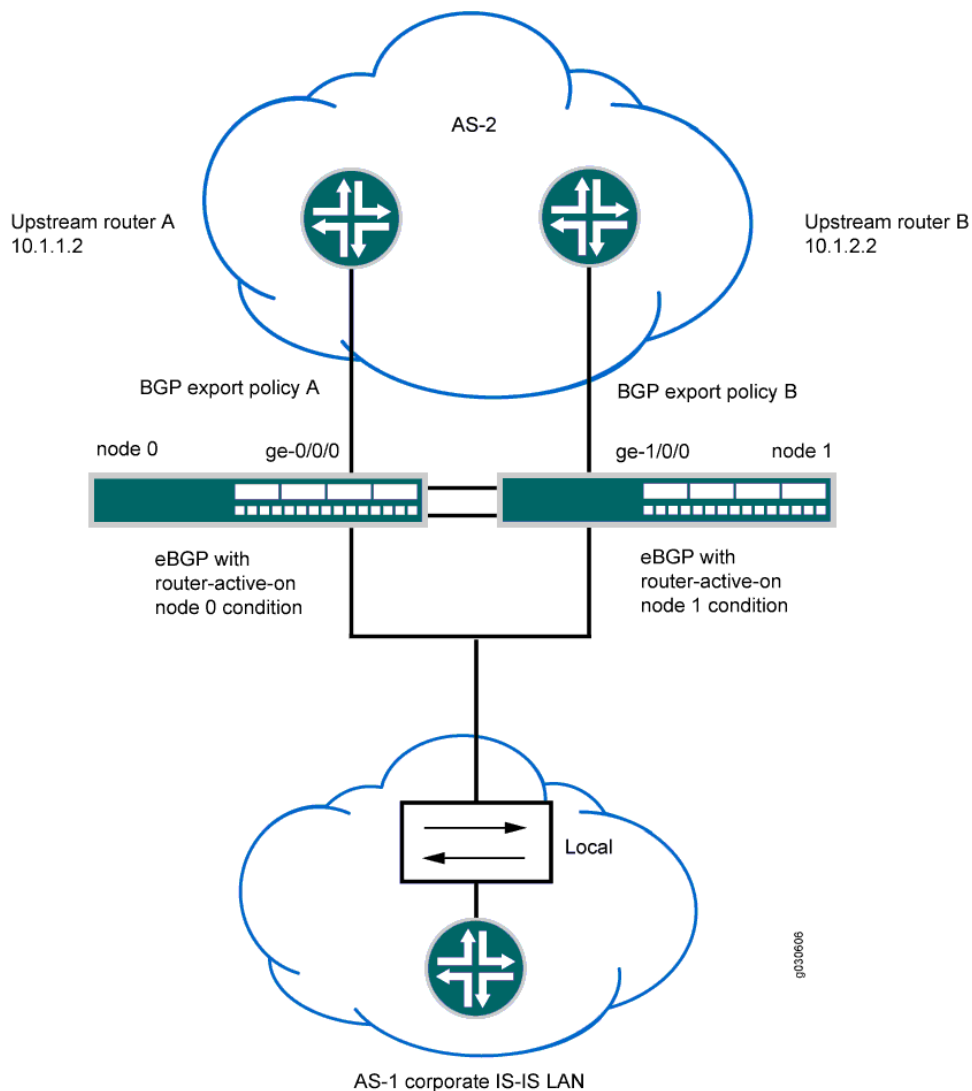 AS-2
Upstream router A
10.1.1.2
Upstream router B
10.1.2.2
BGP export policy A
BGP export policy B
node 0
ge-0/0/0
ge-1/0/0
node 1
eBGP with
router-active-on
node 0 condition
eBGP with
router-active-on
node 1 condition
Local
g030606
AS-1 corporate IS-IS LAN